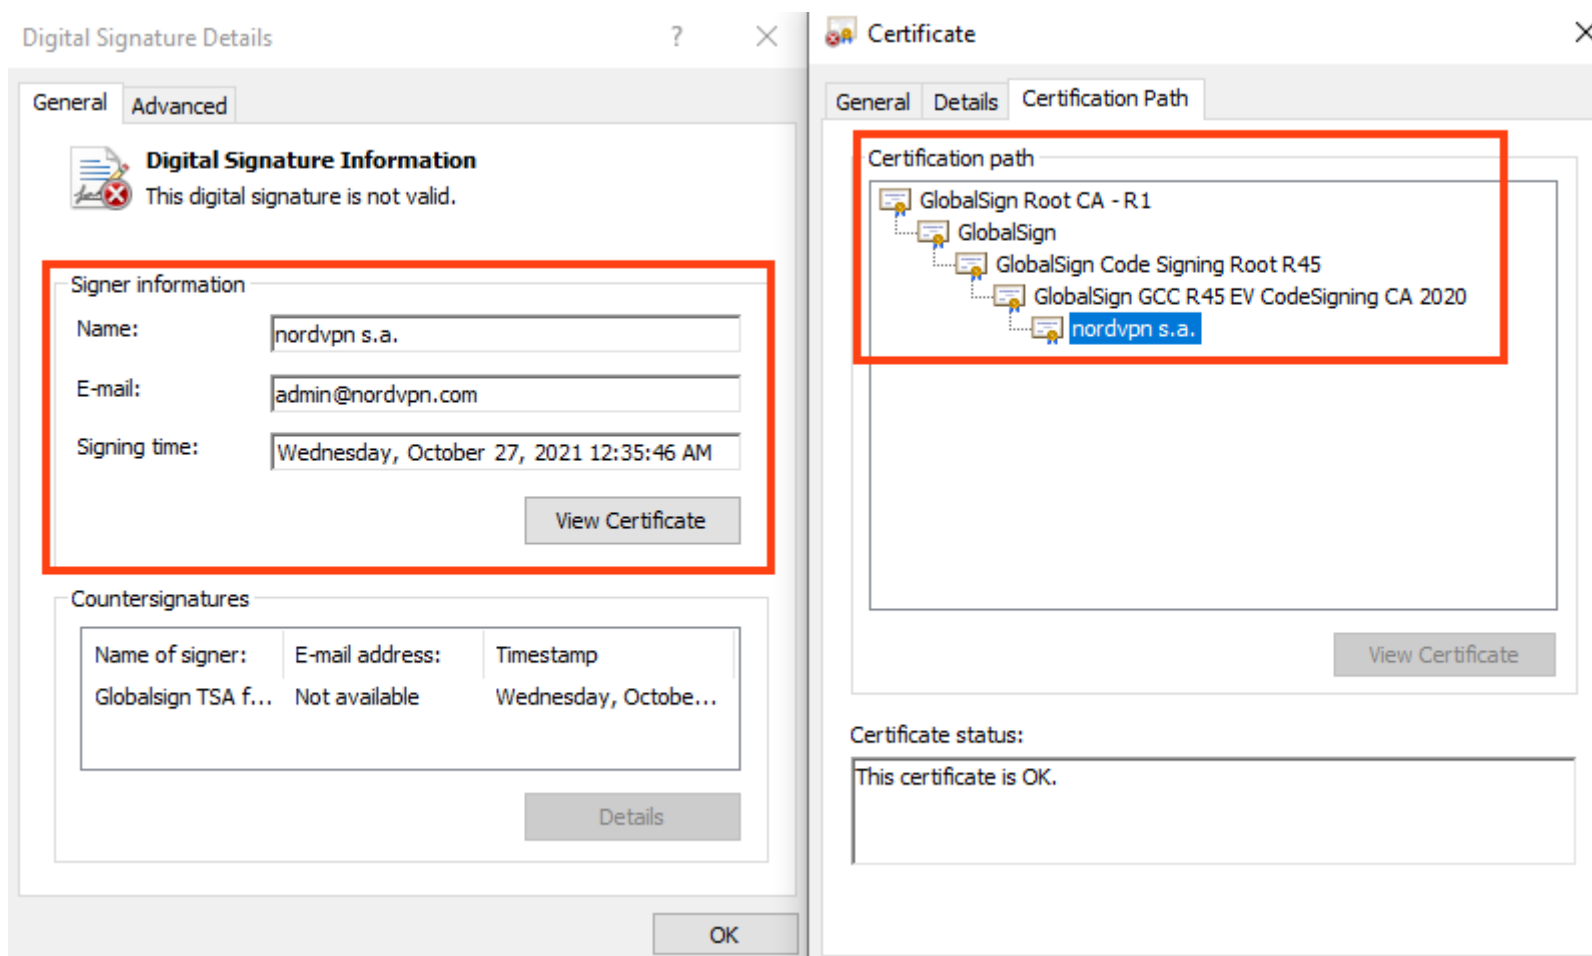 Digital Signature Details ?
General Advanced
Digital Signature Information
This digital signature is not valid.
Signer information
Name: nordvpn s.a.
E-mail: admin@nordvpn.com
Signing time: Wednesday, October 27, 2021 12:35:46 AM
View Certificate
Countersignatures
Name of signer: E-mail address: Timestamp
Globalsign TSA f... Not available Wednesday, Octobe...
Details
OK
Certificate
General Details Certification Path
Certification path
GlobalSign Root CA - R1
GlobalSign
GlobalSign Code Signing Root R45
GlobalSign GCC R45 EV CodeSigning CA 2020
nordvpn s.a.
View Certificate
Certificate status:
This certificate is OK.